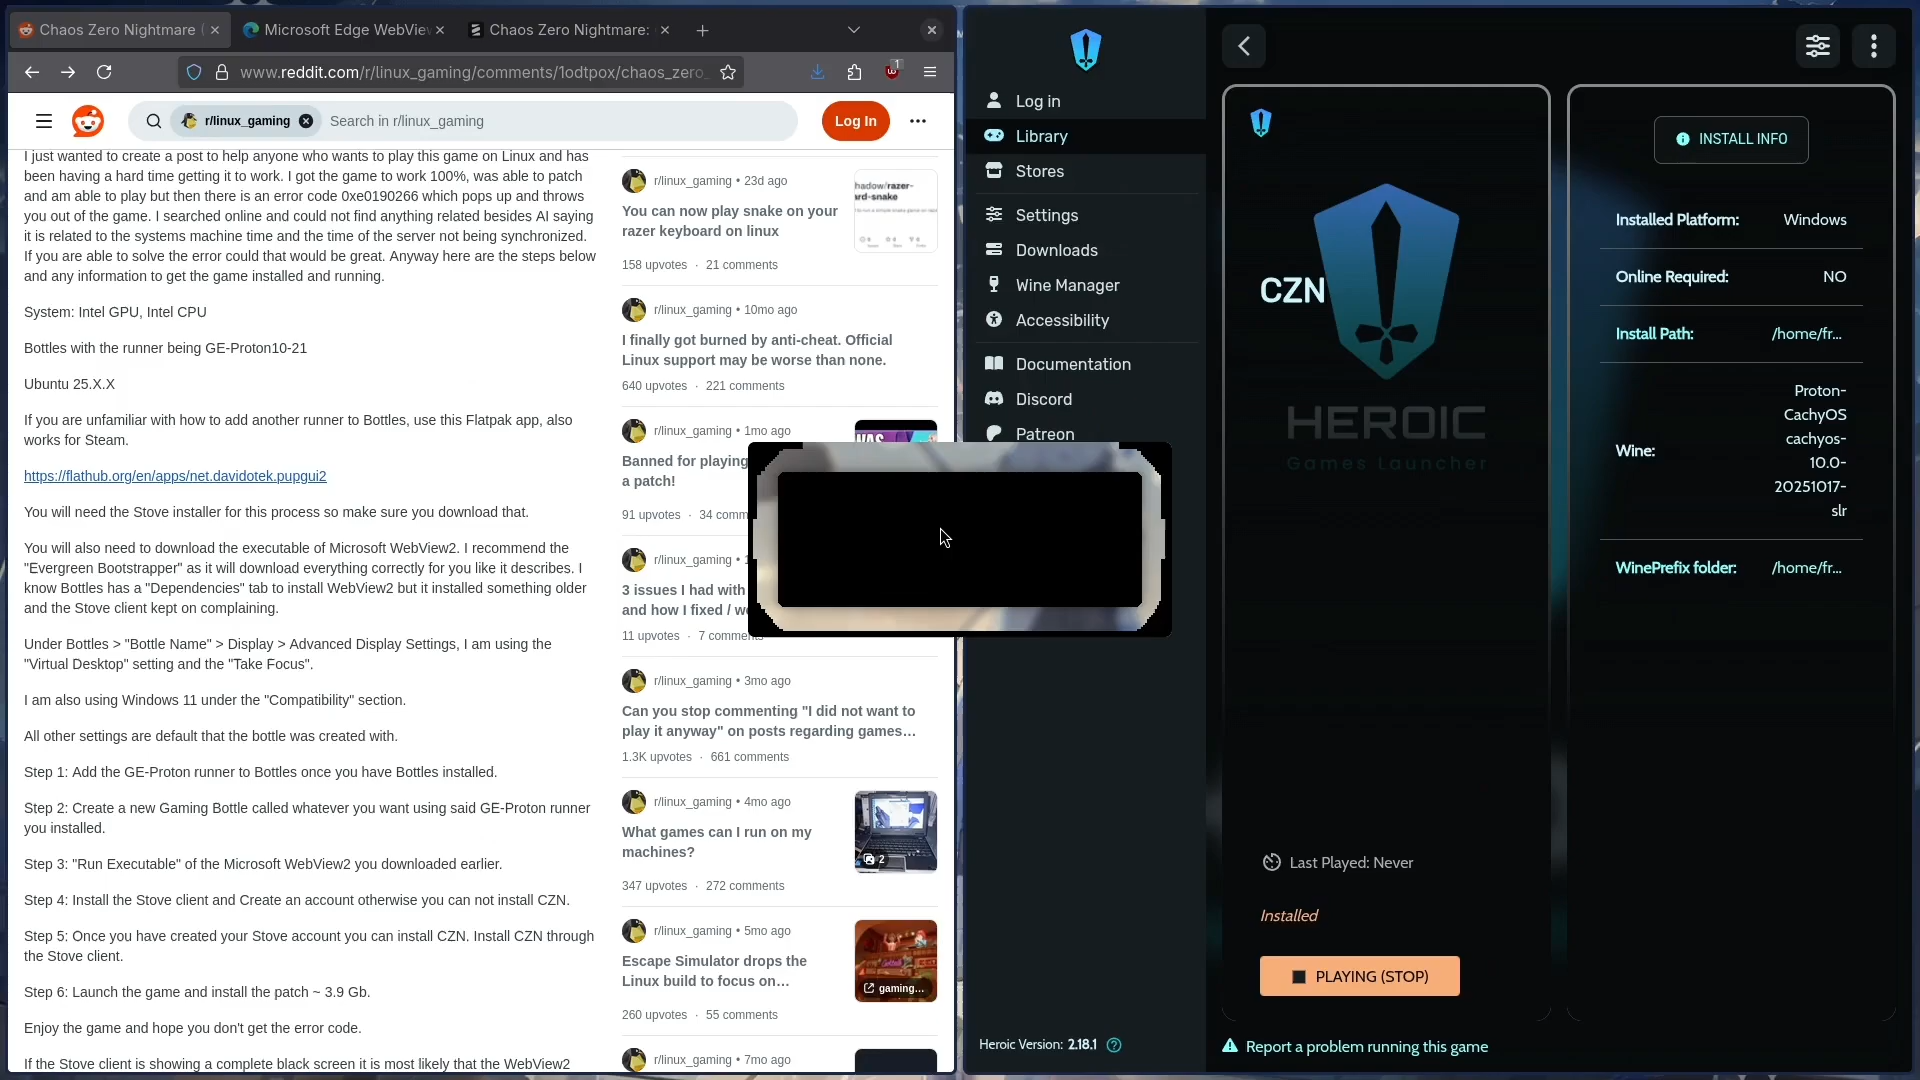 Chaos Zero Nightmare (
Microsoft Edge WebView
Chaos Zero Nightmare:
www.reddit.com/r/linux_gaming/comments/1odtpox/chaos_zero_
1
r/linux_gaming
Search in r/linux_gaming
Log In
I just wanted to create a post to help anyone who wants to play this game on Linux and has
been having a hard time getting it to work. I got the game to work 100%, was able to patch
and am able to play but then there is an error code 0xe0190266 which pops up and throws
you out of the game. I searched online and could not find anything related besides AI saying
it is related to the systems machine time and the time of the server not being synchronized.
If you are able to solve the error could that would be great. Anyway here are the steps below
and any information to get the game installed and running.
System: Intel GPU, Intel CPU
Bottles with the runner being GE-Proton10-21
Ubuntu 25.X.X
If you are unfamiliar with how to add another runner to Bottles, use this Flatpak app, also
works for Steam.
https://flathub.org/en/apps/net.davidotek.pupgui2
You will need the Stove installer for this process so make sure you download that.
You will also need to download the executable of Microsoft WebView2. I recommend the
"Evergreen Bootstrapper" as it will download everything correctly for you like it describes. I
know Bottles has a "Dependencies" tab to install WebView2 but it installed something older
and the Stove client kept on complaining.
Under Bottles > "Bottle Name" > Display > Advanced Display Settings, I am using the
"Virtual Desktop" setting and the "Take Focus".
I am also using Windows 11 under the "Compatibility" section.
All other settings are default that the bottle was created with.
Step 1: Add the GE-Proton runner to Bottles once you have Bottles installed.
Step 2: Create a new Gaming Bottle called whatever you want using said GE-Proton runner
you installed.
Step 3: "Run Executable" of the Microsoft WebView2 you downloaded earlier.
Step 4: Install the Stove client and Create an account otherwise you can not install CZN.
Step 5: Once you have created your Stove account you can install CZN. Install CZN through
the Stove client.
Step 6: Launch the game and install the patch ~ 3.9 Gb.
Enjoy the game and hope you don't get the error code.
If the Stove client is showing a complete black screen it is most likely that the WebView2
r/linux_gaming • 23d ago
You can now play snake on your
razer keyboard on linux
hadow/razer-
ard-snake
158 upvotes · 21 comments
r/linux_gaming • 10mo ago
I finally got burned by anti-cheat. Official
Linux support may be worse than none.
640 upvotes · 221 comments
r/linux_gaming • 1mo ago
WAS
Banned for playing
a patch!
91 upvotes · 34 comm
r/linux_gaming • 1
3 issues I had with
and how I fixed / w
11 upvotes · 7 comments
r/linux_gaming • 3mo ago
Can you stop commenting "I did not want to
play it anyway" on posts regarding games…
1.3K upvotes · 661 comments
r/linux_gaming • 4mo ago
What games can I run on my
machines?
2
347 upvotes · 272 comments
r/linux_gaming • 5mo ago
Escape Simulator drops the
Linux build to focus on…
gaming...
260 upvotes · 55 comments
r/linux_gaming • 7mo ago
Log in
Library
Stores
Settings
Downloads
Wine Manager
Accessibility
Documentation
Discord
Patreon
Heroic Version: 2.18.1
CZN
HEROIC
Games Launcher
Last Played: Never
Installed
PLAYING (STOP)
Report a problem running this game
INSTALL INFO
Installed Platform: Windows
Online Required: NO
Install Path: /home/fr...
Wine: Proton-
CachyOS
cachyos-
10.0-
20251017-
slr
WinePrefix folder: /home/fr...